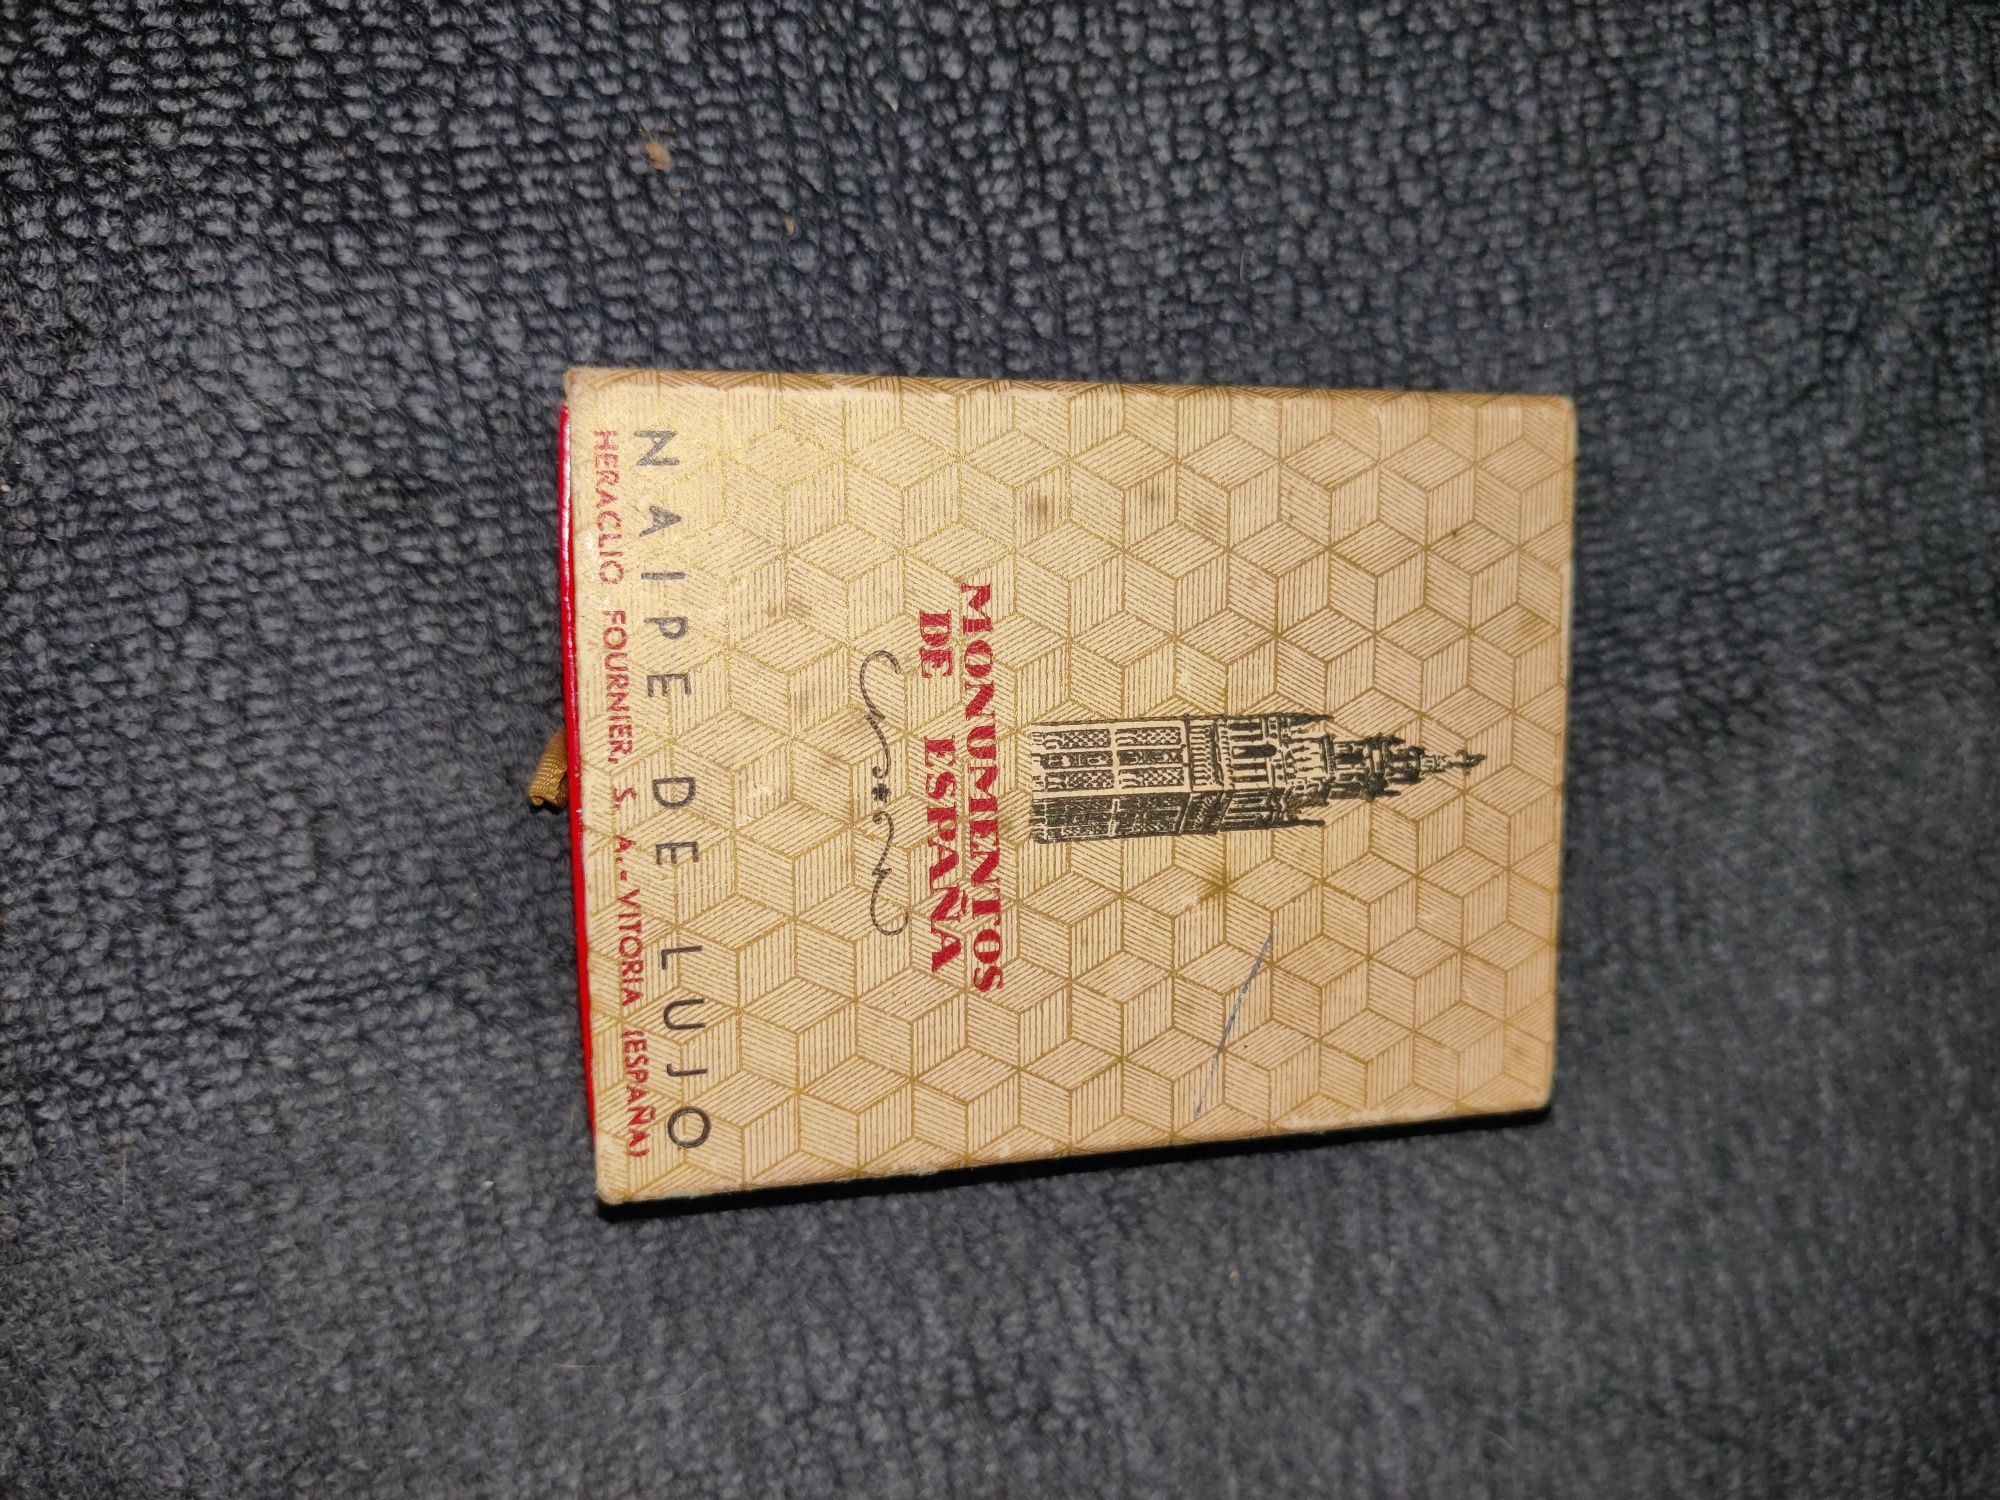 MONUMENTOS
DE ESPAÑA
NAIPE DE LUJO
HERACLIO FOURNIER, S. A.-VITORIA (ESPAÑA)